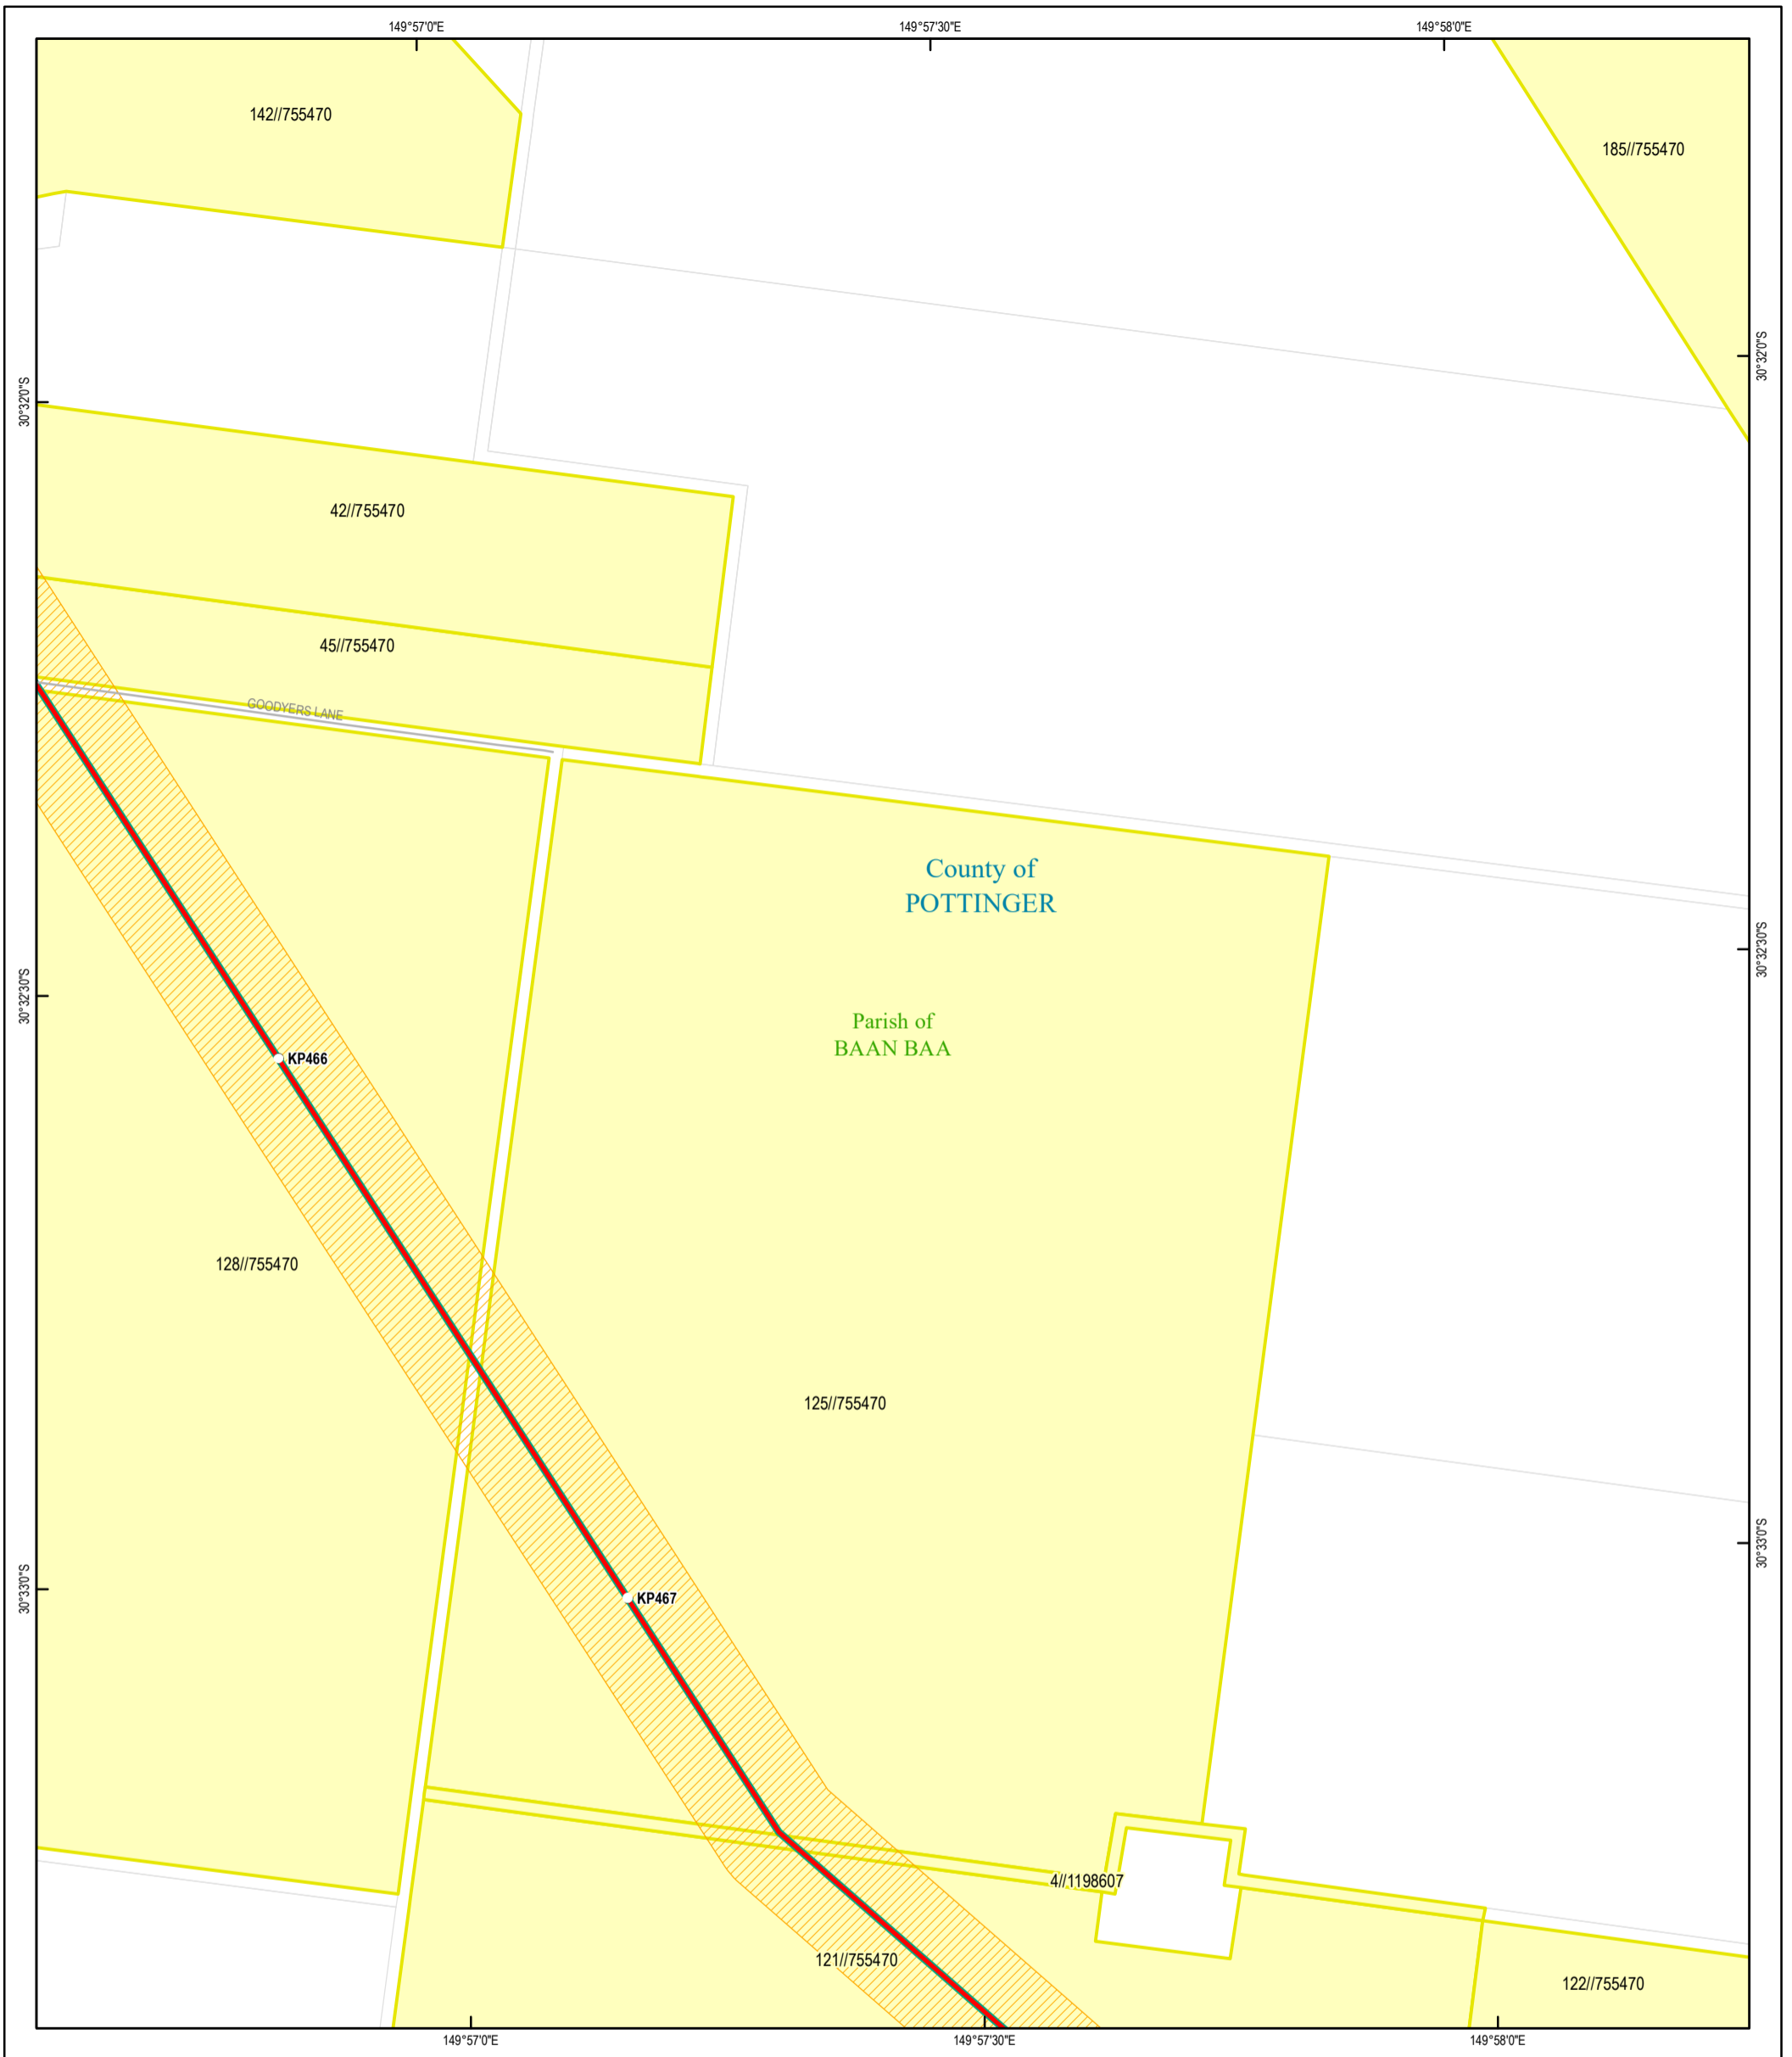 149°57'0"E
149°57'30"E
149°58'0"E
142//755470
185//755470
30°32'0"S
30°32'0"S
42//755470
45//755470
GOODYERS LANE
County of
POTTINGER
30°32'30"S
30°32'30"S
Parish of
BAAN BAA
KP466
128//755470
125//755470
30°33'0"S
30°33'0"S
KP467
4//1198607
121//755470
122//755470
149°57'0"E
149°57'30"E
149°58'0"E